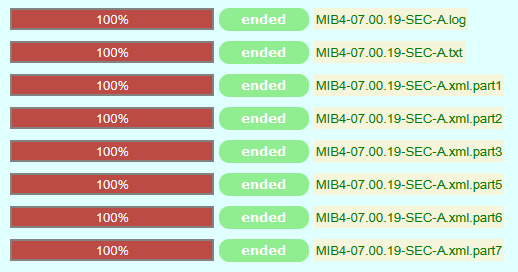 100% ended MIB4-07.00.19-SEC-A.log
100% ended MIB4-07.00.19-SEC-A.txt
100% ended MIB4-07.00.19-SEC-A.xml.part1
100% ended MIB4-07.00.19-SEC-A.xml.part2
100% ended MIB4-07.00.19-SEC-A.xml.part3
100% ended MIB4-07.00.19-SEC-A.xml.part5
100% ended MIB4-07.00.19-SEC-A.xml.part6
100% ended MIB4-07.00.19-SEC-A.xml.part7